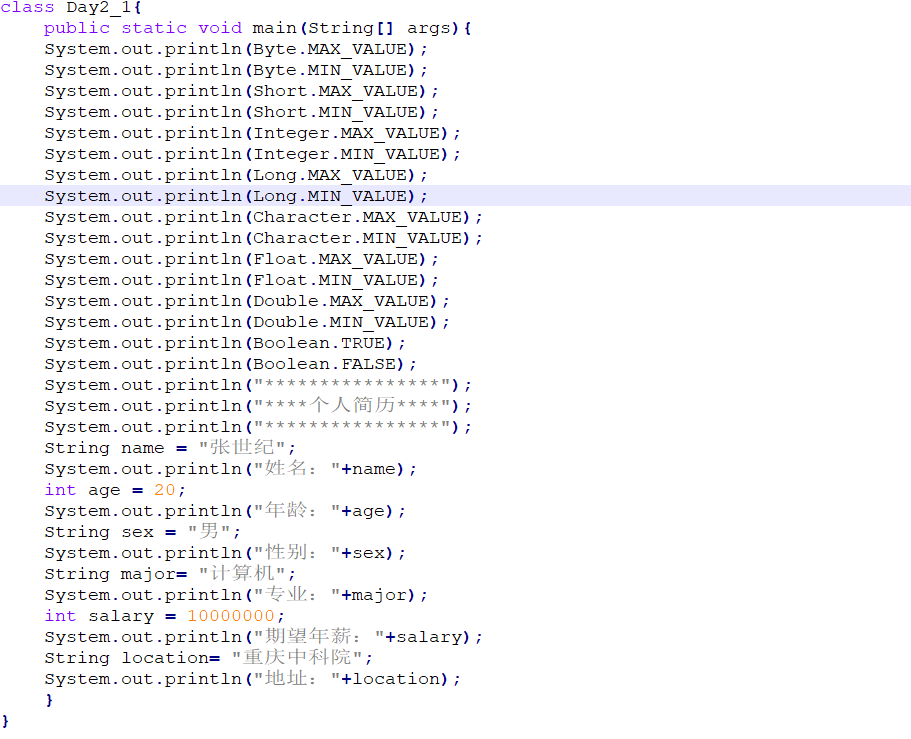 class Day2_1{
    public static void main(String[] args){
    System.out.println(Byte.MAX_VALUE);
    System.out.println(Byte.MIN_VALUE);
    System.out.println(Short.MAX_VALUE);
    System.out.println(Short.MIN_VALUE);
    System.out.println(Integer.MAX_VALUE);
    System.out.println(Integer.MIN_VALUE);
    System.out.println(Long.MAX_VALUE);
    System.out.println(Long.MIN_VALUE);
    System.out.println(Character.MAX_VALUE);
    System.out.println(Character.MIN_VALUE);
    System.out.println(Float.MAX_VALUE);
    System.out.println(Float.MIN_VALUE);
    System.out.println(Double.MAX_VALUE);
    System.out.println(Double.MIN_VALUE);
    System.out.println(Boolean.TRUE);
    System.out.println(Boolean.FALSE);
    System.out.println("****************");
    System.out.println("****个人简历****");
    System.out.println("****************");
    String name = "张世纪";
    System.out.println("姓名："+name);
    int age = 20;
    System.out.println("年龄："+age);
    String sex = "男";
    System.out.println("性别："+sex);
    String major= "计算机";
    System.out.println("专业："+major);
    int salary = 10000000;
    System.out.println("期望年薪："+salary);
    String location= "重庆中科院";
    System.out.println("地址："+location);
    }
}